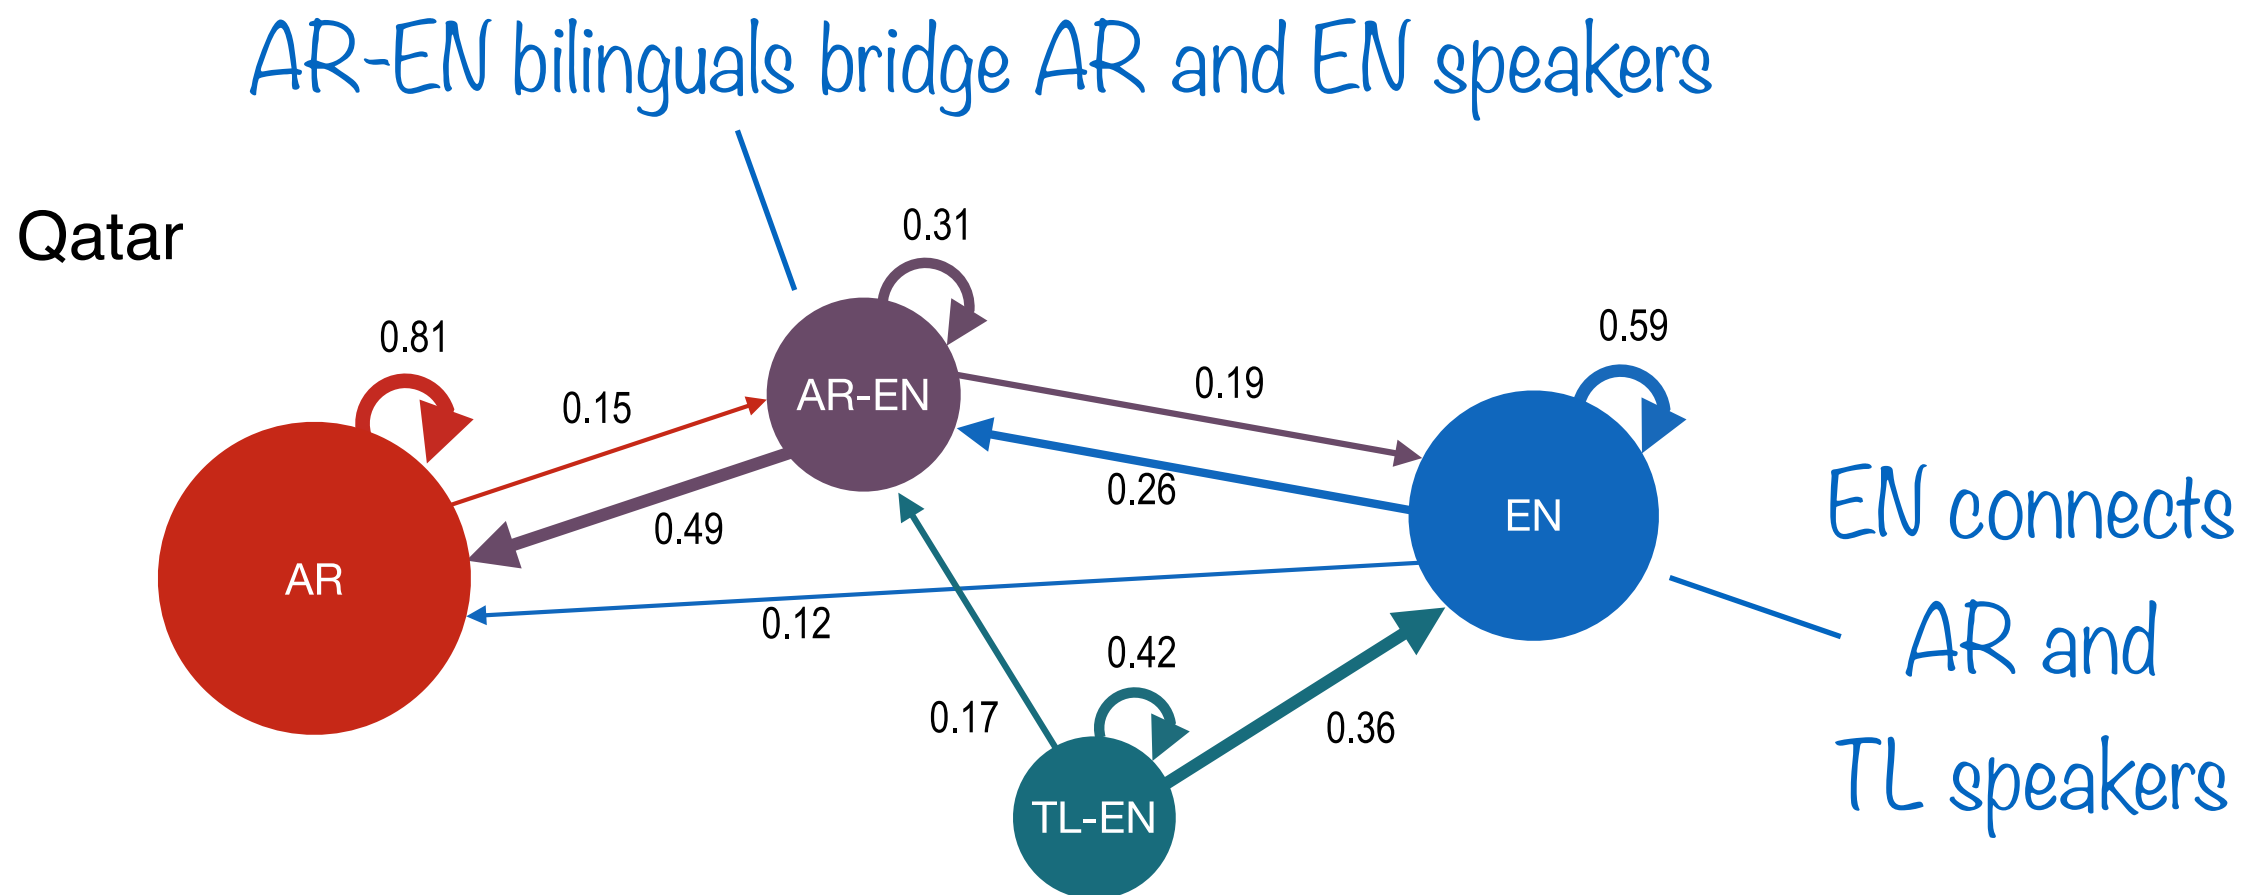 AR-EN bilinguals bridge AR and EN speakers
Qatar
0.31
0.81
0.59
0.15
AR-EN
0.19
0.26
0.49
EN
EN connects
AR and
TL speakers
AR
0.12
0.42
0.17
0.36
TL-EN